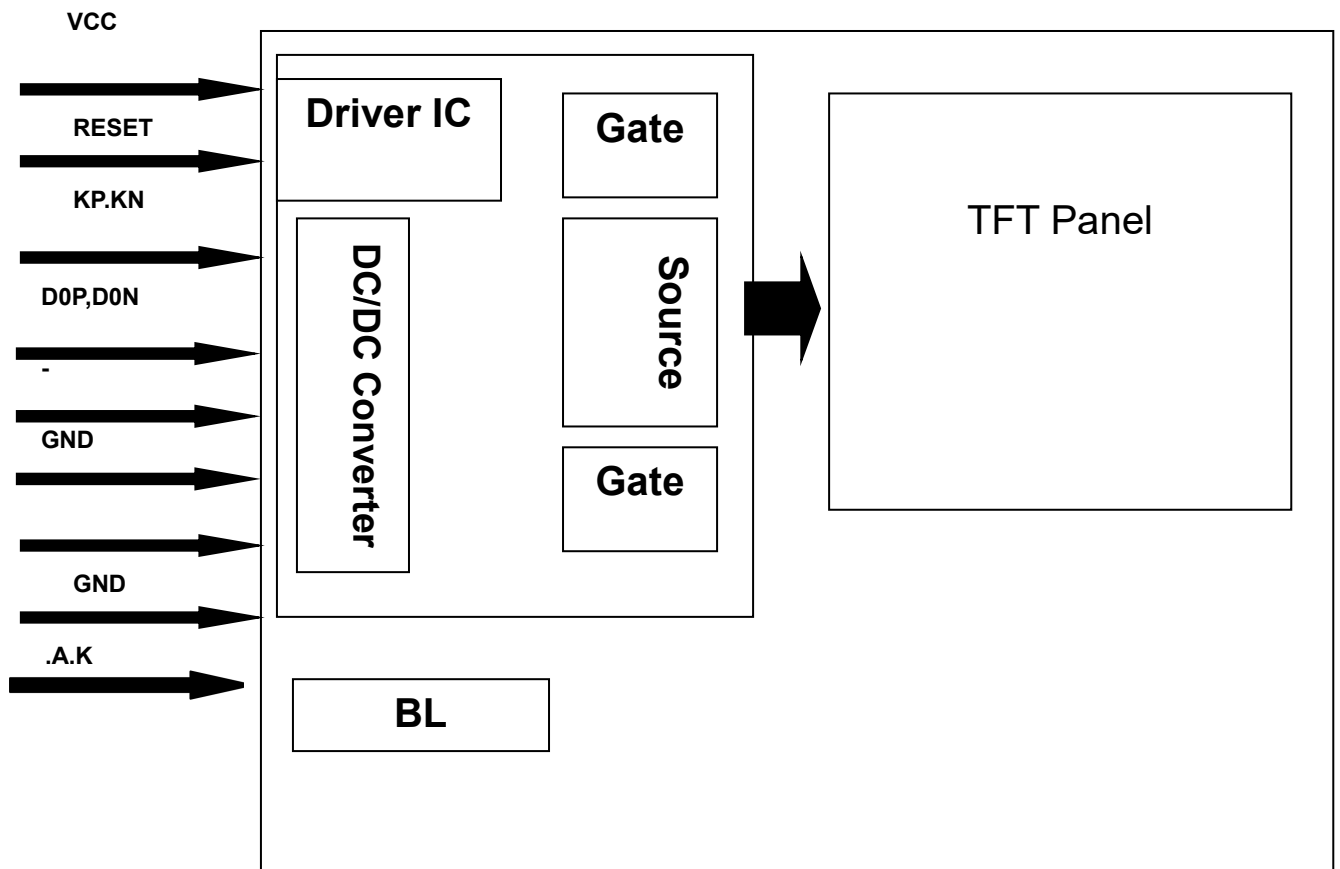 VCC
RESET
KP.KN
D0P,D0N
-
GND
GND
.A.K
Driver IC
DC/DC Converter
Gate
Source
Gate
BL
TFT Panel